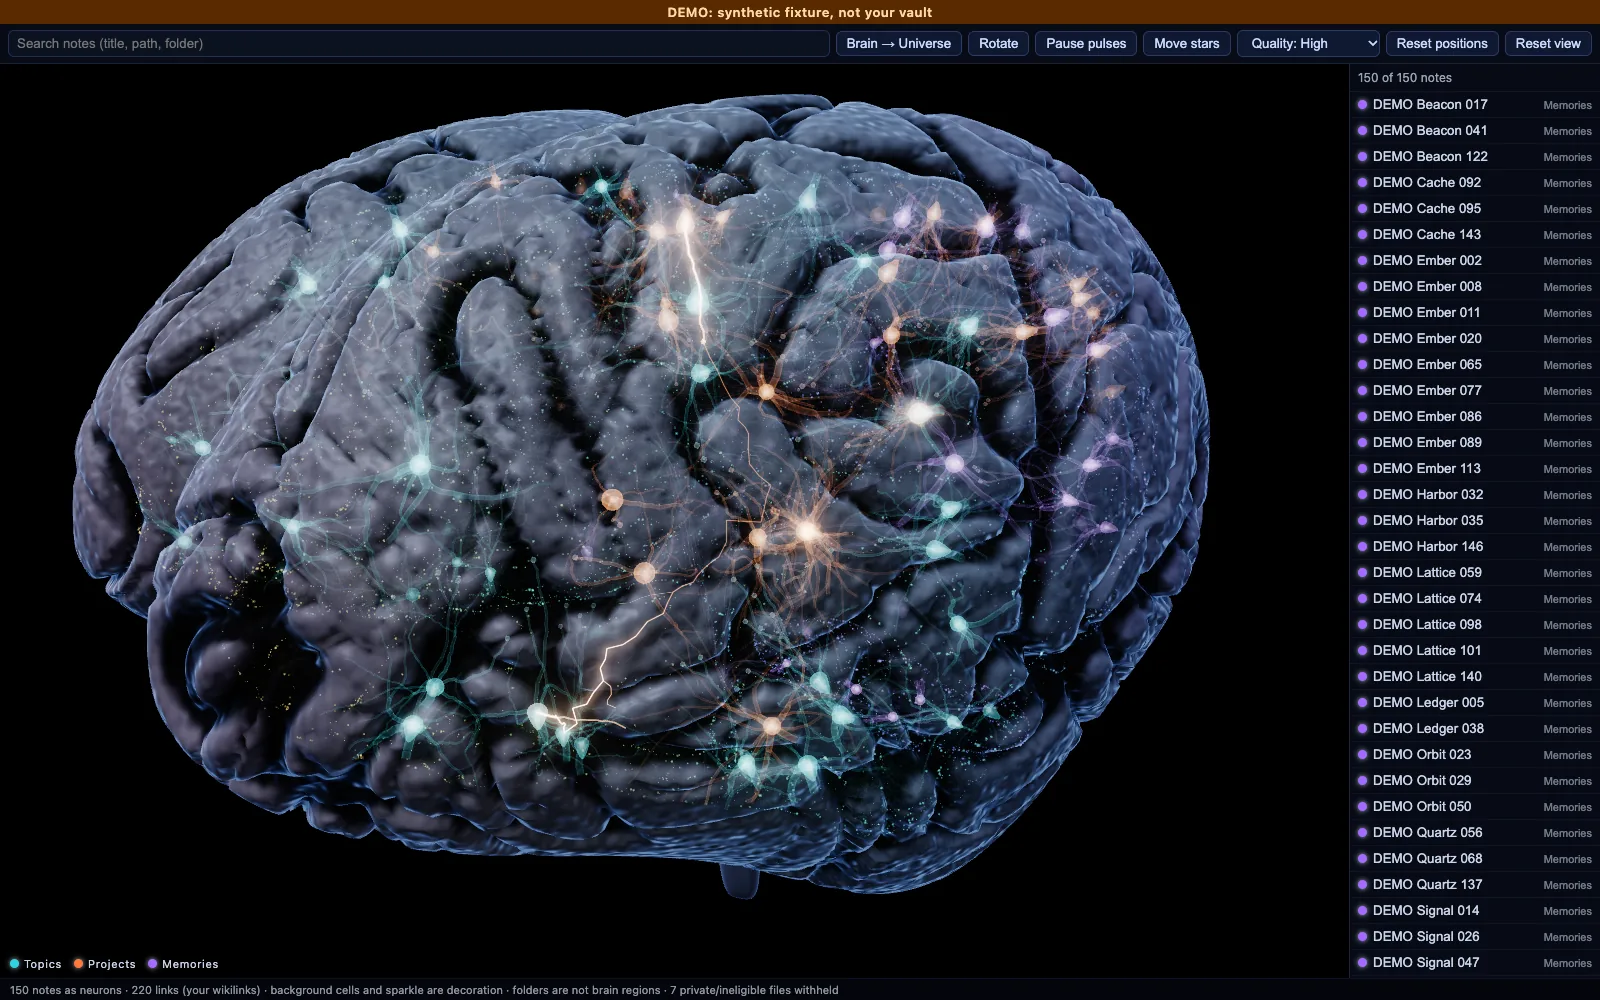 DEMO: synthetic fixture, not your vault
Search notes (title, path, folder)
Brain → Universe
Rotate
Pause pulses
Move stars
Quality: High
Reset positions
Reset view
150 of 150 notes
DEMO Beacon 017 Memories
DEMO Beacon 041 Memories
DEMO Beacon 122 Memories
DEMO Cache 092 Memories
DEMO Cache 095 Memories
DEMO Cache 143 Memories
DEMO Ember 002 Memories
DEMO Ember 008 Memories
DEMO Ember 011 Memories
DEMO Ember 020 Memories
DEMO Ember 065 Memories
DEMO Ember 077 Memories
DEMO Ember 086 Memories
DEMO Ember 089 Memories
DEMO Ember 113 Memories
DEMO Harbor 032 Memories
DEMO Harbor 035 Memories
DEMO Harbor 146 Memories
DEMO Lattice 059 Memories
DEMO Lattice 074 Memories
DEMO Lattice 098 Memories
DEMO Lattice 101 Memories
DEMO Lattice 140 Memories
DEMO Ledger 005 Memories
DEMO Ledger 038 Memories
DEMO Orbit 023 Memories
DEMO Orbit 029 Memories
DEMO Orbit 050 Memories
DEMO Quartz 056 Memories
DEMO Quartz 068 Memories
DEMO Quartz 137 Memories
DEMO Signal 014 Memories
DEMO Signal 026 Memories
DEMO Signal 047 Memories
Topics Projects Memories
150 notes as neurons · 220 links (your wikilinks) · background cells and sparkle are decoration · folders are not brain regions · 7 private/ineligible files withheld